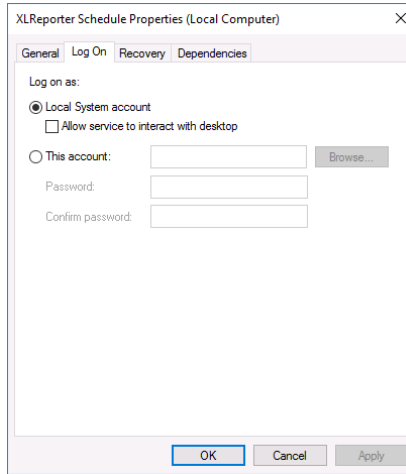 XLReporter Schedule Properties (Local Computer)
General Log On Recovery Dependencies
Log on as:
Local System account
Allow service to interact with desktop
This account: Browse...
Password:
Confirm password:
OK Cancel Apply